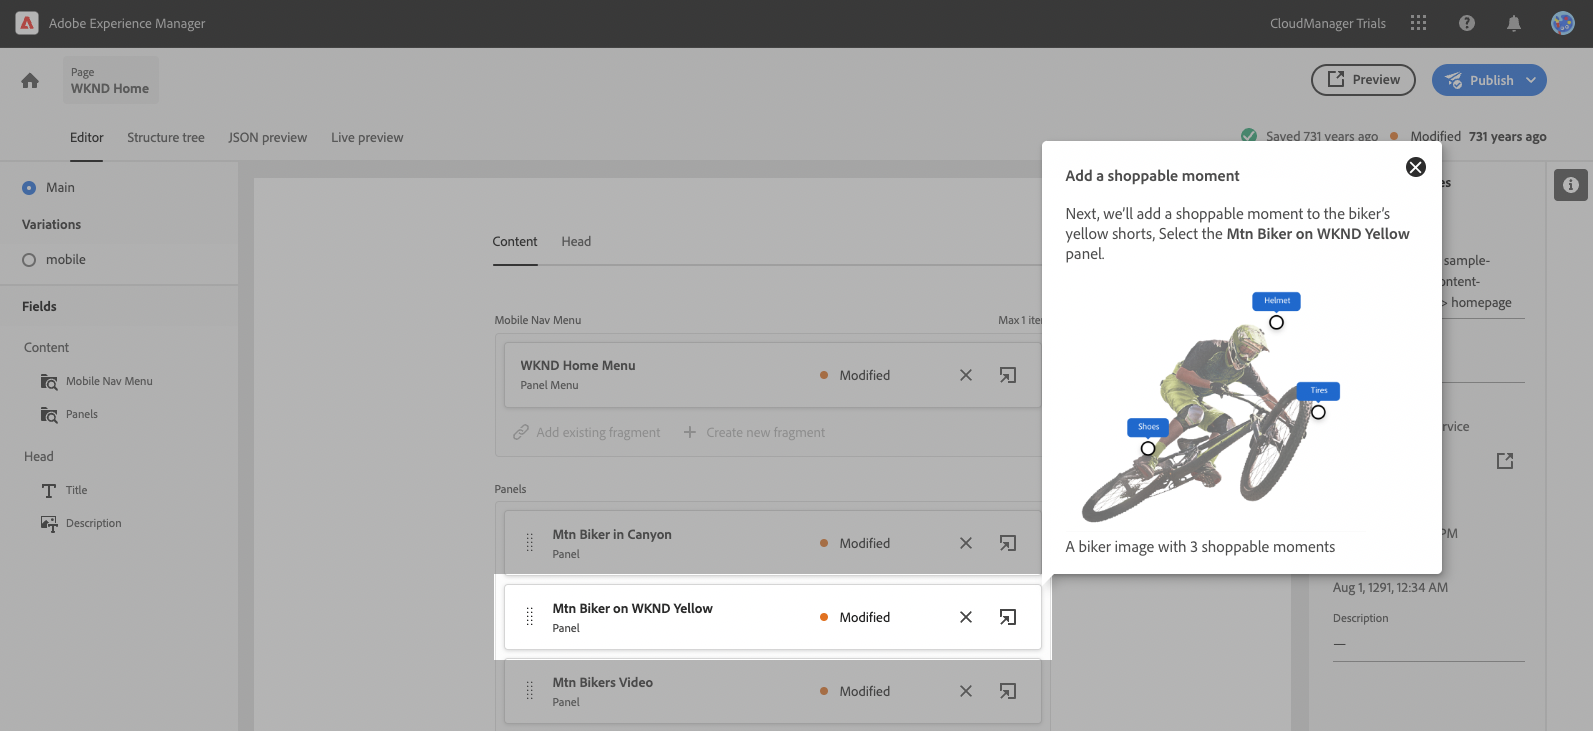 Adobe Experience Manager
CloudManager Trials
Page
WKND Home
Preview
Publish
Editor
Structure tree
JSON preview
Live preview
Saved 731 years ago
Modified 731 years ago
Main
Variations
mobile
Fields
Content
Mobile Nav Menu
Panels
Head
Title
Description
Content
Head
Mobile Nav Menu
Max 1
WKND Home Menu
Panel Menu
Modified
Add existing fragment
Create new fragment
Panels
Mtn Biker in Canyon
Panel
Modified
Mtn Biker on WKND Yellow
Panel
Modified
Mtn Bikers Video
Panel
Modified
Add a shoppable moment
Next, we'll add a shoppable moment to the biker's
yellow shorts, Select the Mtn Biker on WKND Yellow
panel.
Helmet
Tires
Shoes
A biker image with 3 shoppable moments
sample-
> homepage
PM
Aug 1, 1291, 12:34 AM
Description
—